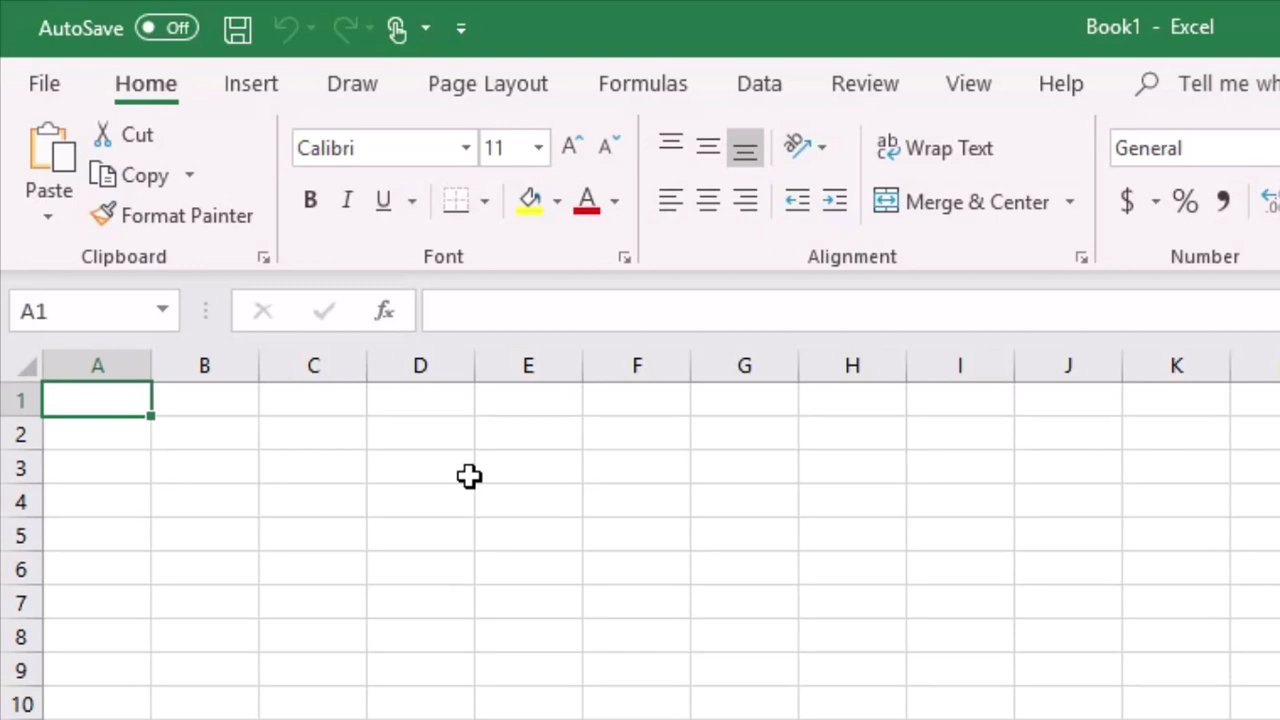 AutoSave Off Book1 - Excel
File Home Insert Draw Page Layout Formulas Data Review View Help Tell me
Cut
Copy
Paste
Format Painter
Calibri 11
B I U A
ab Wrap Text
Merge & Center
General
$ % ,
Clipboard Font Alignment Number
A1 fx
A B C D E F G H I J K
1
2
3
4
5
6
7
8
9
10